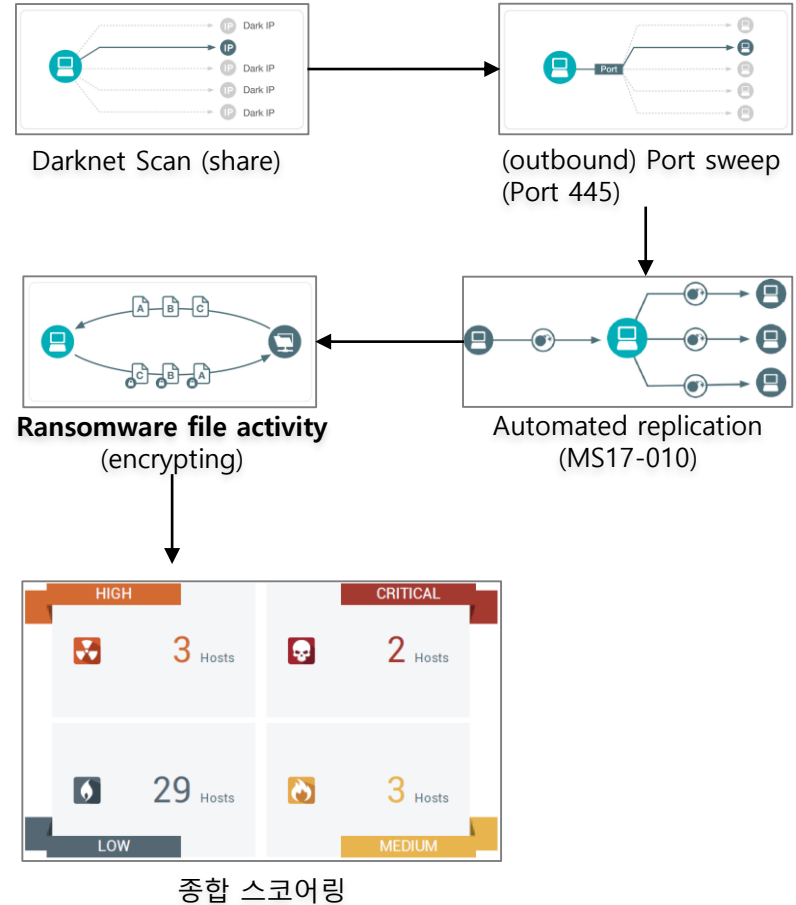 Dark IP
IP
IP
IP Dark IP
IP Dark IP
IP Dark IP
Darknet Scan (share)
Port
(outbound) Port sweep
(Port 445)
A B C
C B A
Ransomware file activity
(encrypting)
Automated replication
(MS17-010)
HIGH
3 Hosts
CRITICAL
2 Hosts
29 Hosts
LOW
3 Hosts
MEDIUM
종합 스코어링